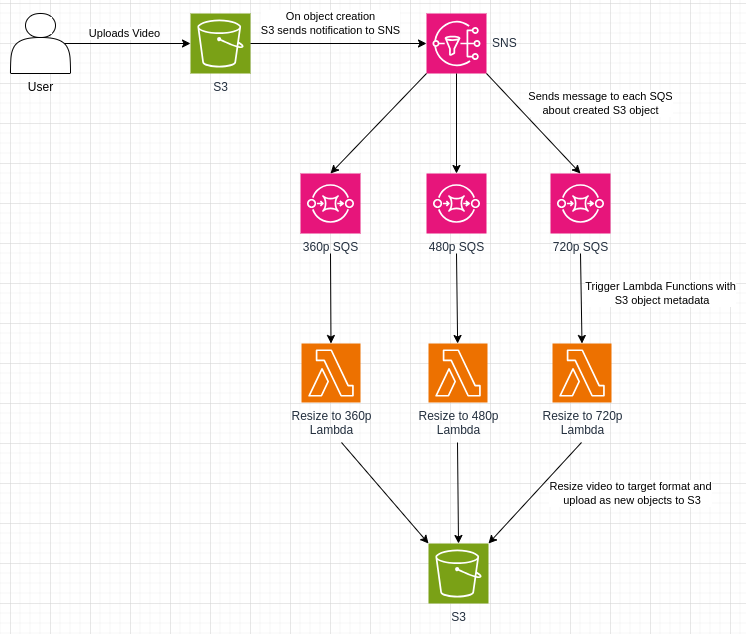 On object creation
S3 sends notification to SNS
Uploads Video
SNS
User
S3
Sends message to each SQS
about created S3 object
360p SQS
480p SQS
720p SQS
Trigger Lambda Functions with
S3 object metadata
Resize to 360p
Lambda
Resize to 480p
Lambda
Resize to 720p
Lambda
Resize video to target format and
upload as new objects to S3
S3